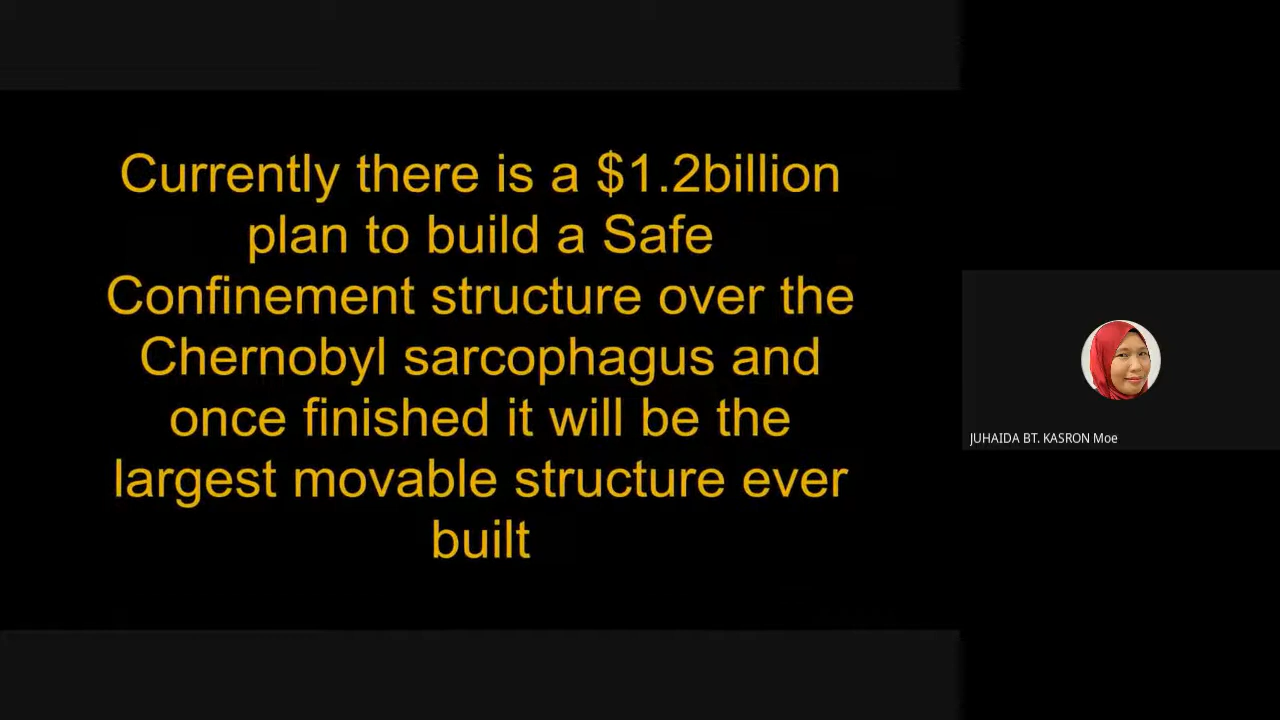 Currently there is a $1.2billion
plan to build a Safe
Confinement structure over the
Chernobyl sarcophagus and
once finished it will be the
largest movable structure ever
built
JUHAIDA BT. KASRON Moe